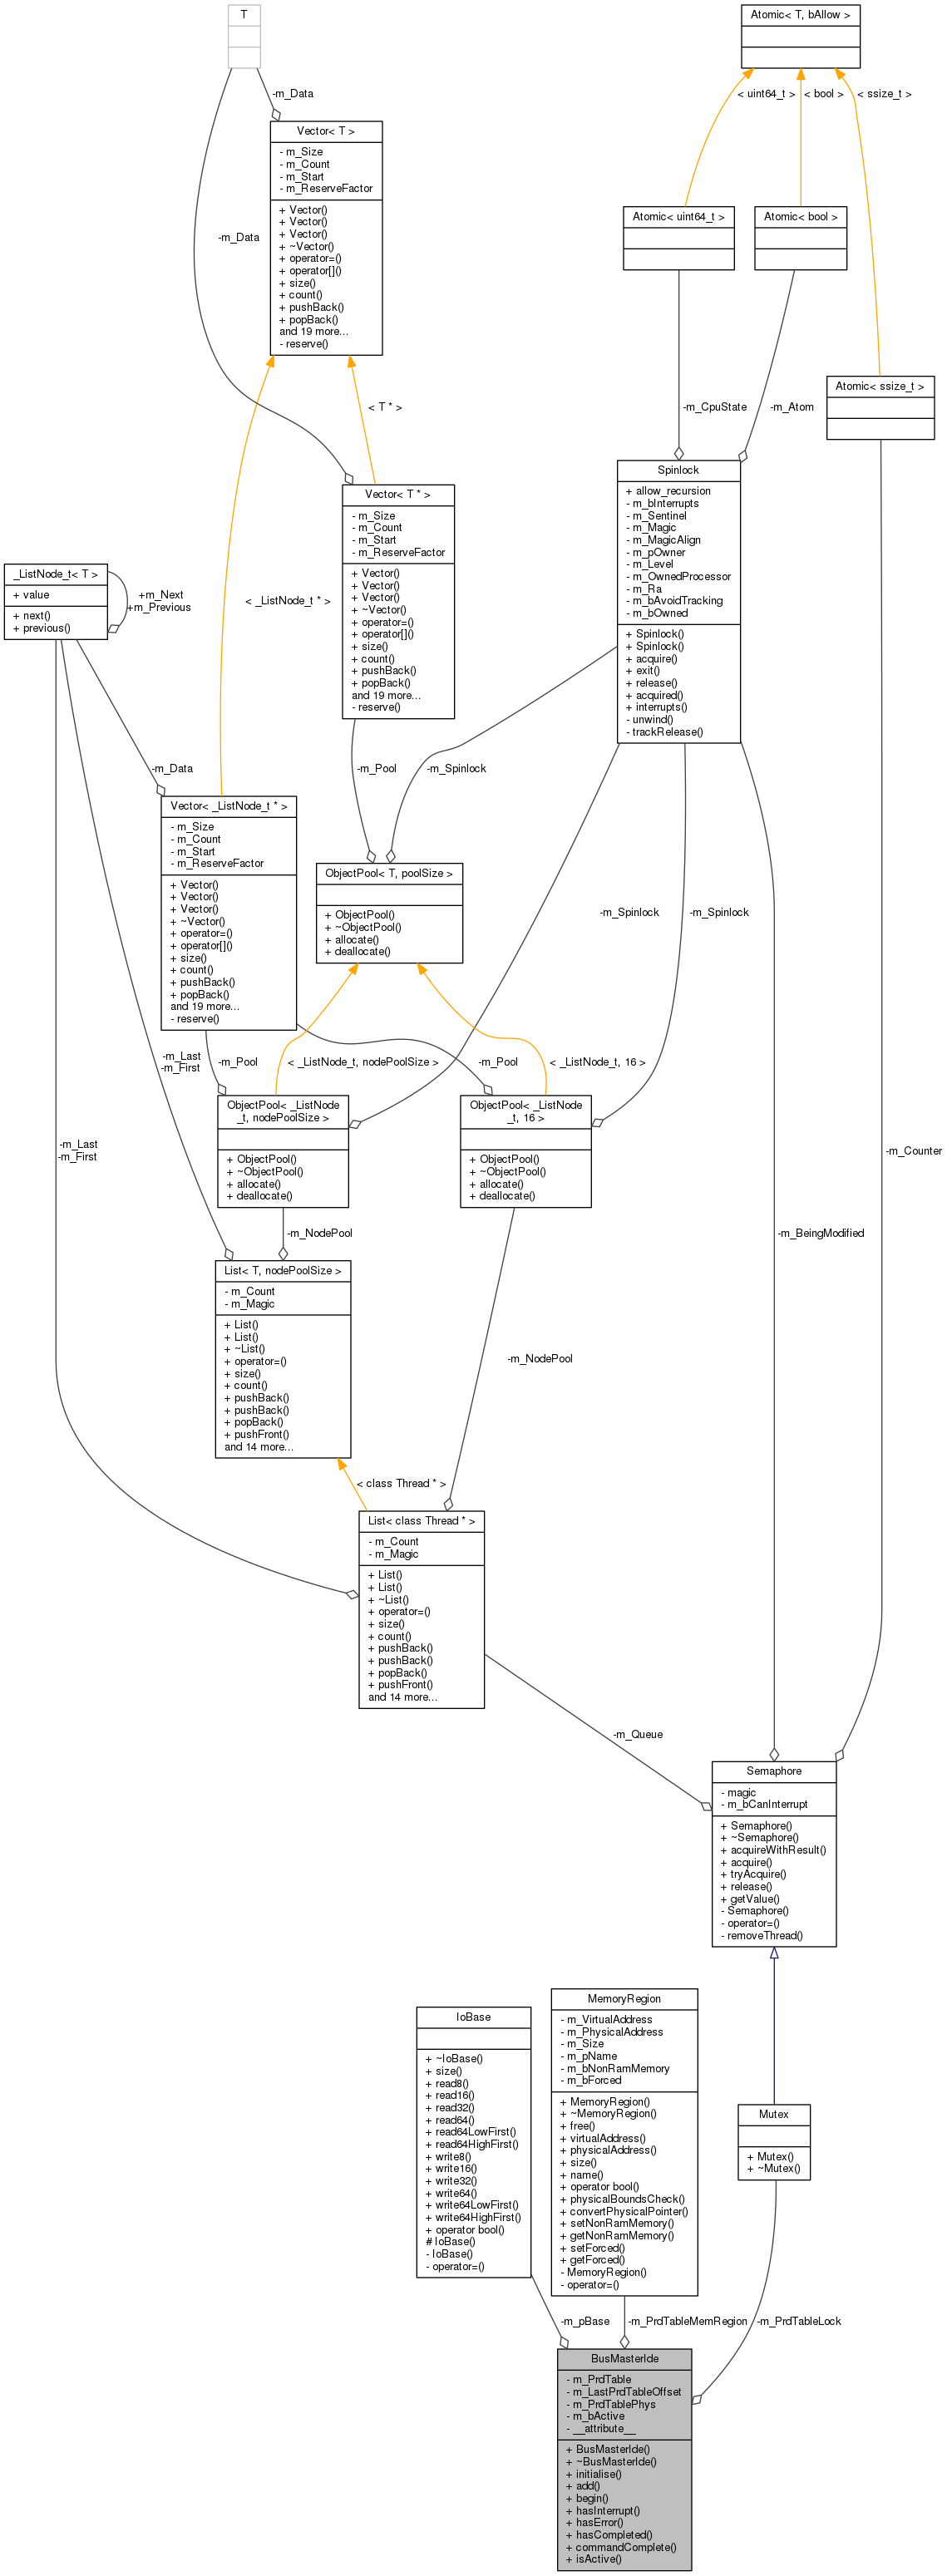 T
Atomic< T, bAllow >
-m_Data
< uint64_t >
< bool >
< ssize_t >
Vector< T >
- m_Size
- m_Count
- m_Start
- m_ReserveFactor
+ Vector()
+ Vector()
+ Vector()
+ ~Vector()
+ operator=()
+ operator[]()
+ size()
+ count()
+ pushBack()
+ popBack()
and 19 more...
- reserve()
-m_Data
Atomic< uint64_t >
Atomic< bool >
Atomic< ssize_t >
< T * >
-m_CpuState
-m_Atom
Vector< T * >
- m_Size
- m_Count
- m_Start
- m_ReserveFactor
+ Vector()
+ Vector()
+ Vector()
+ ~Vector()
+ operator=()
+ operator[]()
+ size()
+ count()
+ pushBack()
+ popBack()
and 19 more...
- reserve()
Spinlock
+ allow_recursion
- m_bInterrupts
- m_Sentinel
- m_Magic
- m_MagicAlign
- m_pOwner
- m_Level
- m_OwnedProcessor
- m_Ra
- m_bAvoidTracking
- m_bOwned
+ Spinlock()
+ Spinlock()
+ acquire()
+ exit()
+ release()
+ acquired()
+ interrupts()
- unwind()
- trackRelease()
_ListNode_t< T >
+ value
+ next()
+ previous()
+m_Next
+m_Previous
< _ListNode_t * >
-m_Data
-m_Pool
-m_Spinlock
Vector< _ListNode_t * >
- m_Size
- m_Count
- m_Start
- m_ReserveFactor
+ Vector()
+ Vector()
+ Vector()
+ ~Vector()
+ operator=()
+ operator[]()
+ size()
+ count()
+ pushBack()
+ popBack()
and 19 more...
- reserve()
ObjectPool< T, poolSize >
+ ObjectPool()
+ ~ObjectPool()
+ allocate()
+ deallocate()
-m_Spinlock
-m_Spinlock
-m_Last
-m_First
-m_Pool
< _ListNode_t, nodePoolSize >
-m_Pool
< _ListNode_t, 16 >
ObjectPool< _ListNode
_t, nodePoolSize >
+ ObjectPool()
+ ~ObjectPool()
+ allocate()
+ deallocate()
ObjectPool< _ListNode
_t, 16 >
+ ObjectPool()
+ ~ObjectPool()
+ allocate()
+ deallocate()
-m_Last
-m_First
-m_Counter
-m_NodePool
-m_BeingModified
List< T, nodePoolSize >
- m_Count
- m_Magic
+ List()
+ List()
+ ~List()
+ operator=()
+ size()
+ count()
+ pushBack()
+ pushBack()
+ popBack()
+ pushFront()
and 14 more...
-m_NodePool
< class Thread * >
List< class Thread * >
- m_Count
- m_Magic
+ List()
+ List()
+ ~List()
+ operator=()
+ size()
+ count()
+ pushBack()
+ pushBack()
+ popBack()
+ pushFront()
and 14 more...
-m_Queue
Semaphore
- magic
- m_bCanInterrupt
+ Semaphore()
+ ~Semaphore()
+ acquireWithResult()
+ acquire()
+ tryAcquire()
+ release()
+ getValue()
- Semaphore()
- operator=()
- removeThread()
IoBase
+ ~IoBase()
+ size()
+ read8()
+ read16()
+ read32()
+ read64()
+ read64LowFirst()
+ read64HighFirst()
+ write8()
+ write16()
+ write32()
+ write64()
+ write64LowFirst()
+ write64HighFirst()
+ operator bool()
# IoBase()
- IoBase()
- operator=()
MemoryRegion
- m_VirtualAddress
- m_PhysicalAddress
- m_Size
- m_pName
- m_bNonRamMemory
- m_bForced
+ MemoryRegion()
+ ~MemoryRegion()
+ free()
+ virtualAddress()
+ physicalAddress()
+ size()
+ name()
+ operator bool()
+ physicalBoundsCheck()
+ convertPhysicalPointer()
+ setNonRamMemory()
+ getNonRamMemory()
+ setForced()
+ getForced()
- MemoryRegion()
- operator=()
Mutex
+ Mutex()
+ ~Mutex()
-m_pBase
-m_PrdTableMemRegion
-m_PrdTableLock
BusMasterIde
- m_PrdTable
- m_LastPrdTableOffset
- m_PrdTablePhys
- m_bActive
- __attribute__
+ BusMasterIde()
+ ~BusMasterIde()
+ initialise()
+ add()
+ begin()
+ hasInterrupt()
+ hasError()
+ hasCompleted()
+ commandComplete()
+ isActive()